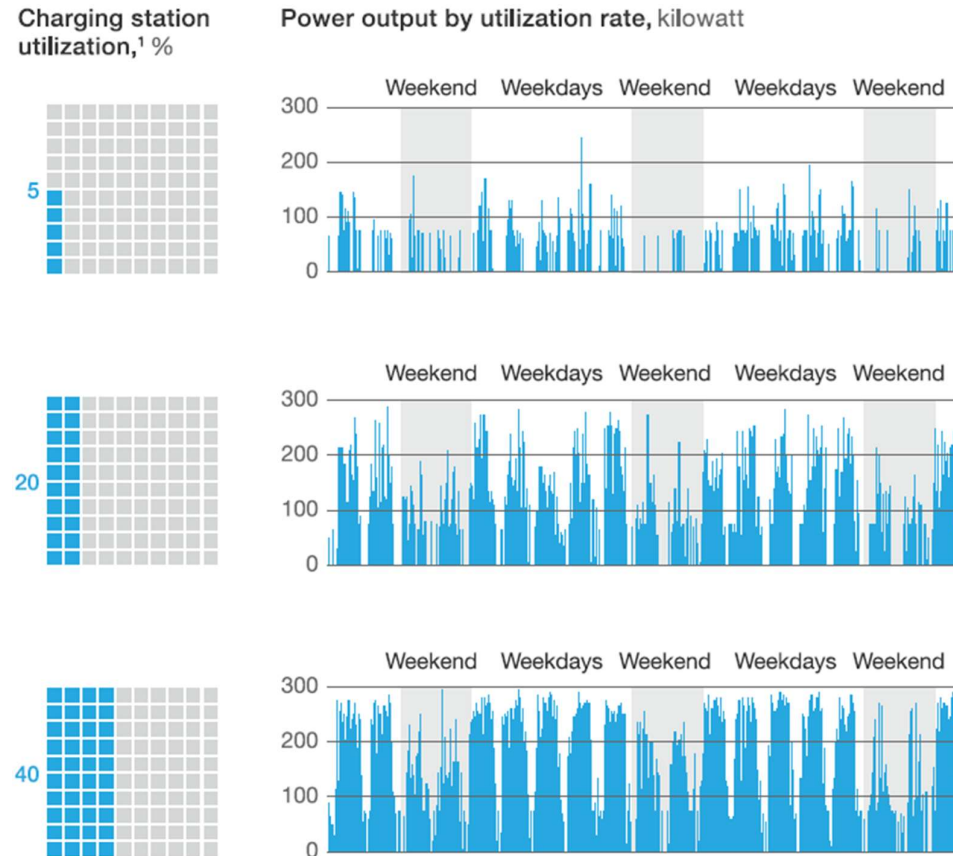 Charging station
utilization,¹ %
Power output by utilization rate, kilowatt
Weekend Weekdays Weekend Weekdays Weekend
300
200
100
0
5
Weekend Weekdays Weekend Weekdays Weekend
300
200
100
0
20
Weekend Weekdays Weekend Weekdays Weekend
300
200
100
0
40